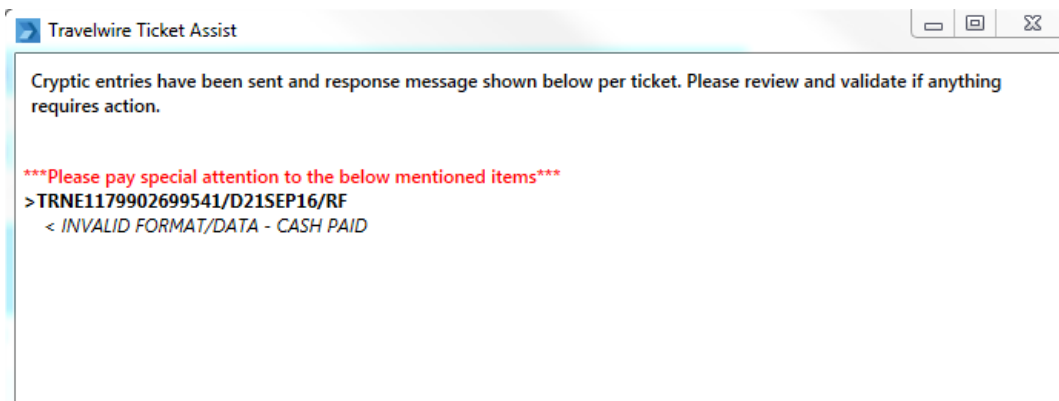 Travelwire Ticket Assist
Cryptic entries have been sent and response message shown below per ticket. Please review and validate if anything
requires action.
***Please pay special attention to the below mentioned items***
>TRNE1179902699541/D21SEP16/RF
< INVALID FORMAT/DATA - CASH PAID